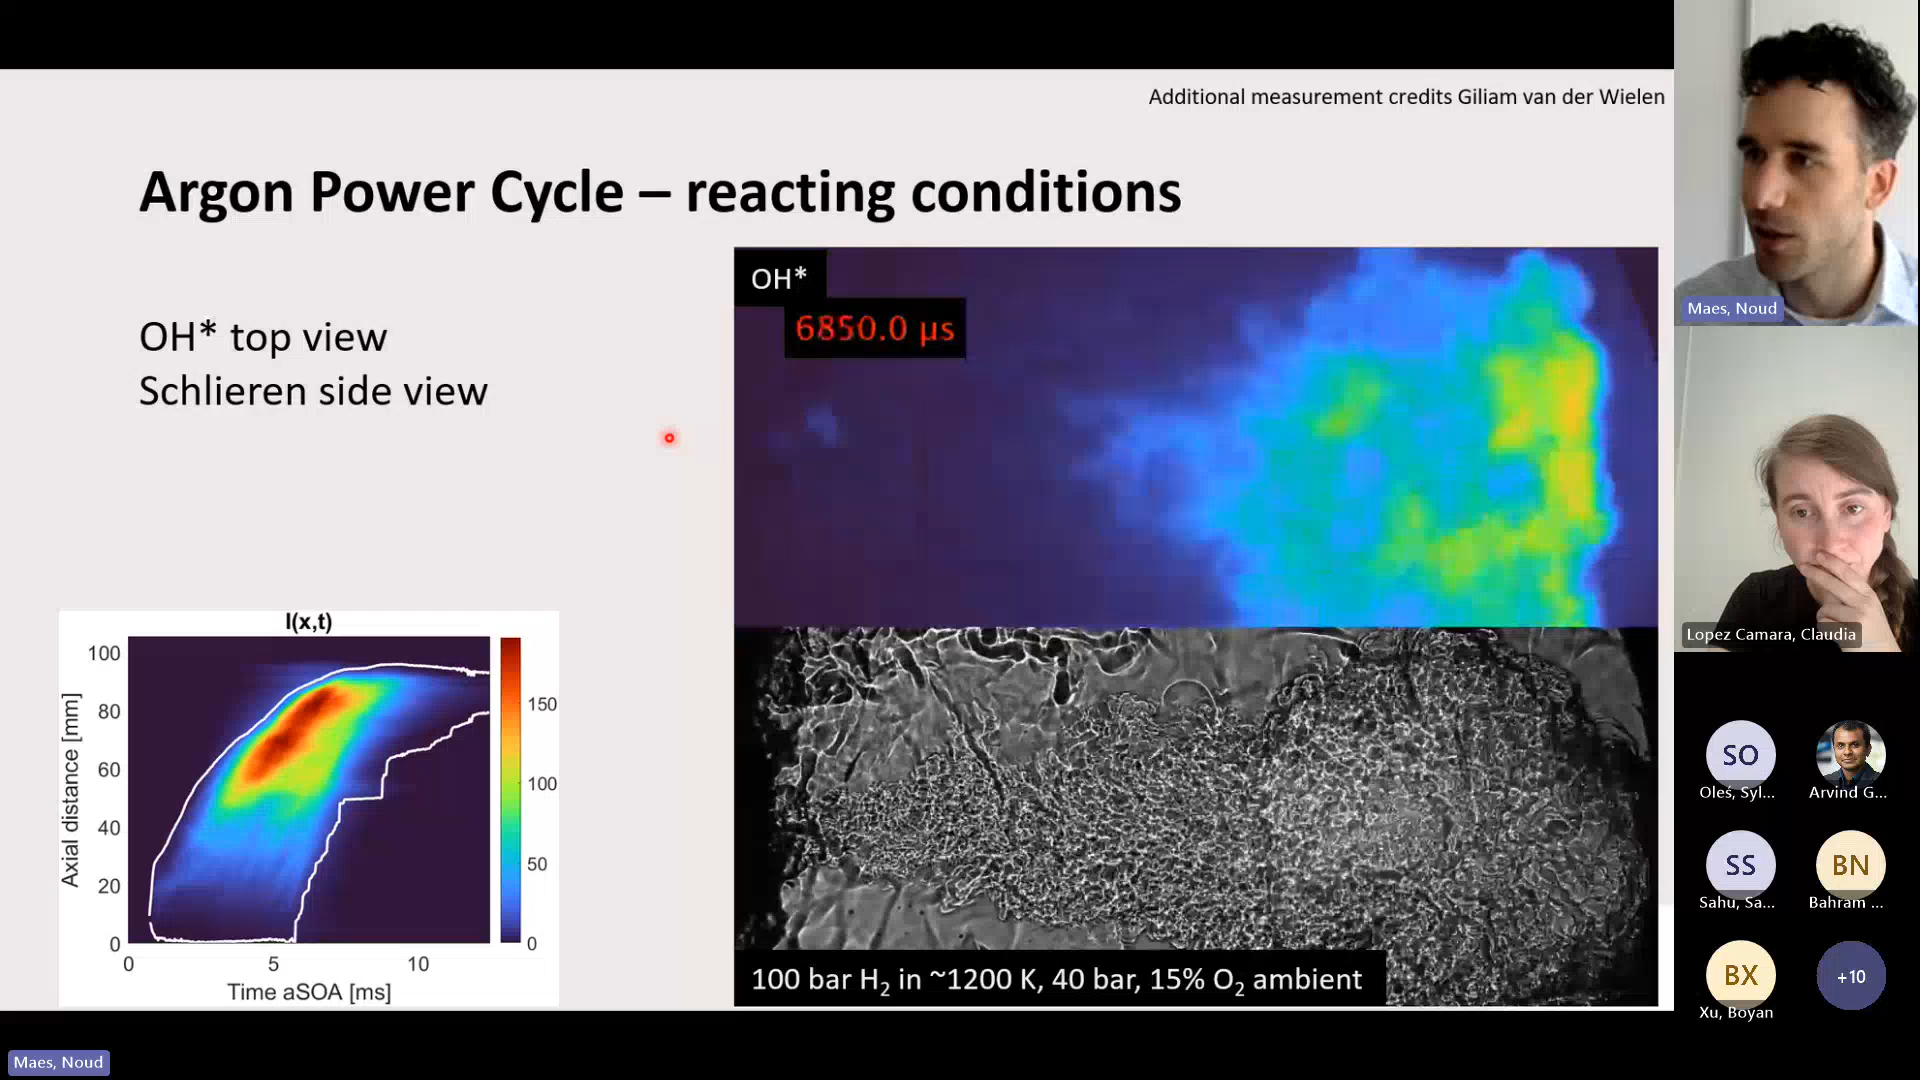 Additional measurement credits Giliam van der Wielen
Argon Power Cycle – reacting conditions
OH* top view
Schlieren side view
OH*
6850.0 µs
100 bar H₂ in ~1200 K, 40 bar, 15% O₂ ambient
I(x,t)
Axial distance [mm]
100
80
60
40
20
0
0
5
10
Time aSOA [ms]
150
100
50
0
Maes, Noud
Lopez Camara, Claudia
SO
Oleś, Syl...
Arvind G...
SS
Sahu, Sa...
BN
Bahram ...
BX
Xu, Boyan
+10
Maes, Noud